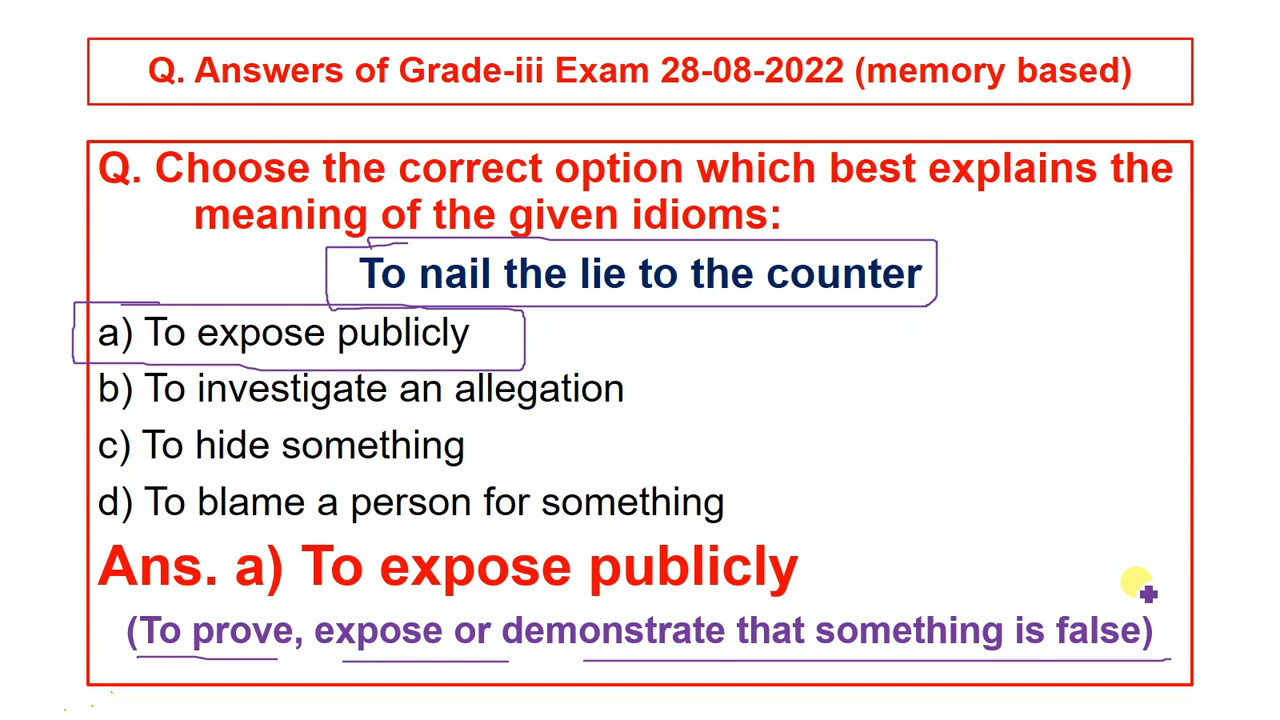 Q. Answers of Grade-iii Exam 28-08-2022 (memory based)
Q. Choose the correct option which best explains the
meaning of the given idioms:
To nail the lie to the counter
a) To expose publicly
b) To investigate an allegation
c) To hide something
d) To blame a person for something
Ans. a) To expose publicly
(To prove, expose or demonstrate that something is false)